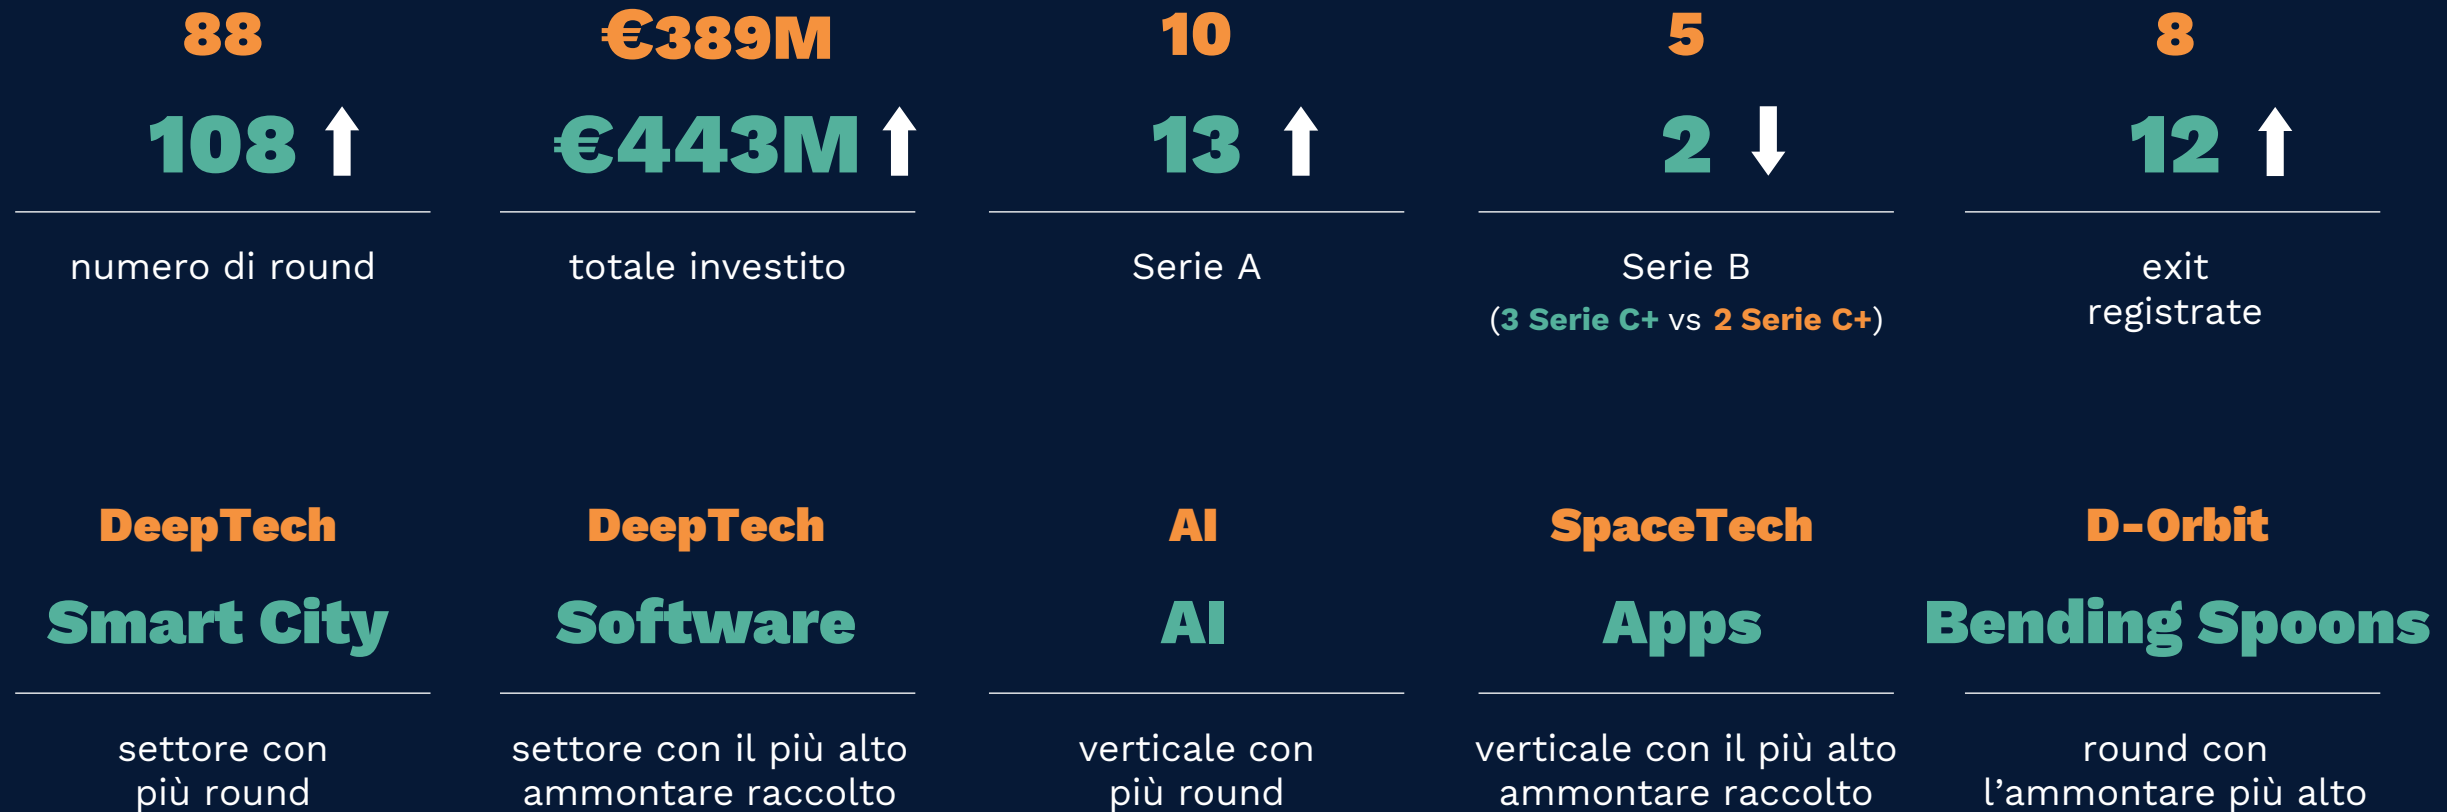 88
€389M
10
5
8
108
€443M
13
2
12
numero di round
totale investito
Serie A
Serie B
(3 Serie C+ vs 2 Serie C+)
exit
registrate
DeepTech
DeepTech
AI
SpaceTech
D-Orbit
Smart City
Software
AI
Apps
Bending Spoons
settore con
più round
settore con il più alto
ammontare raccolto
verticale con
più round
verticale con il più alto
ammontare raccolto
round con
l’ammontare più alto